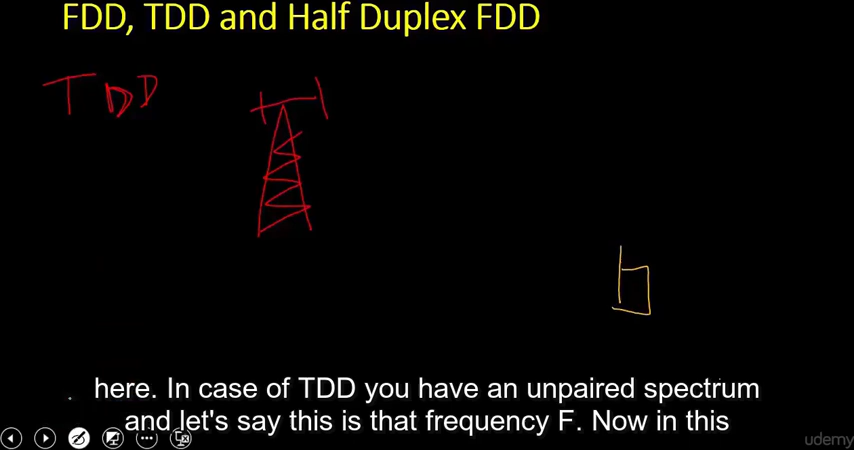 FDD, TDD and Half Duplex FDD
TDD
here. In case of TDD you have an unpaired spectrum
and let's say this is that frequency F. Now in this
udemy